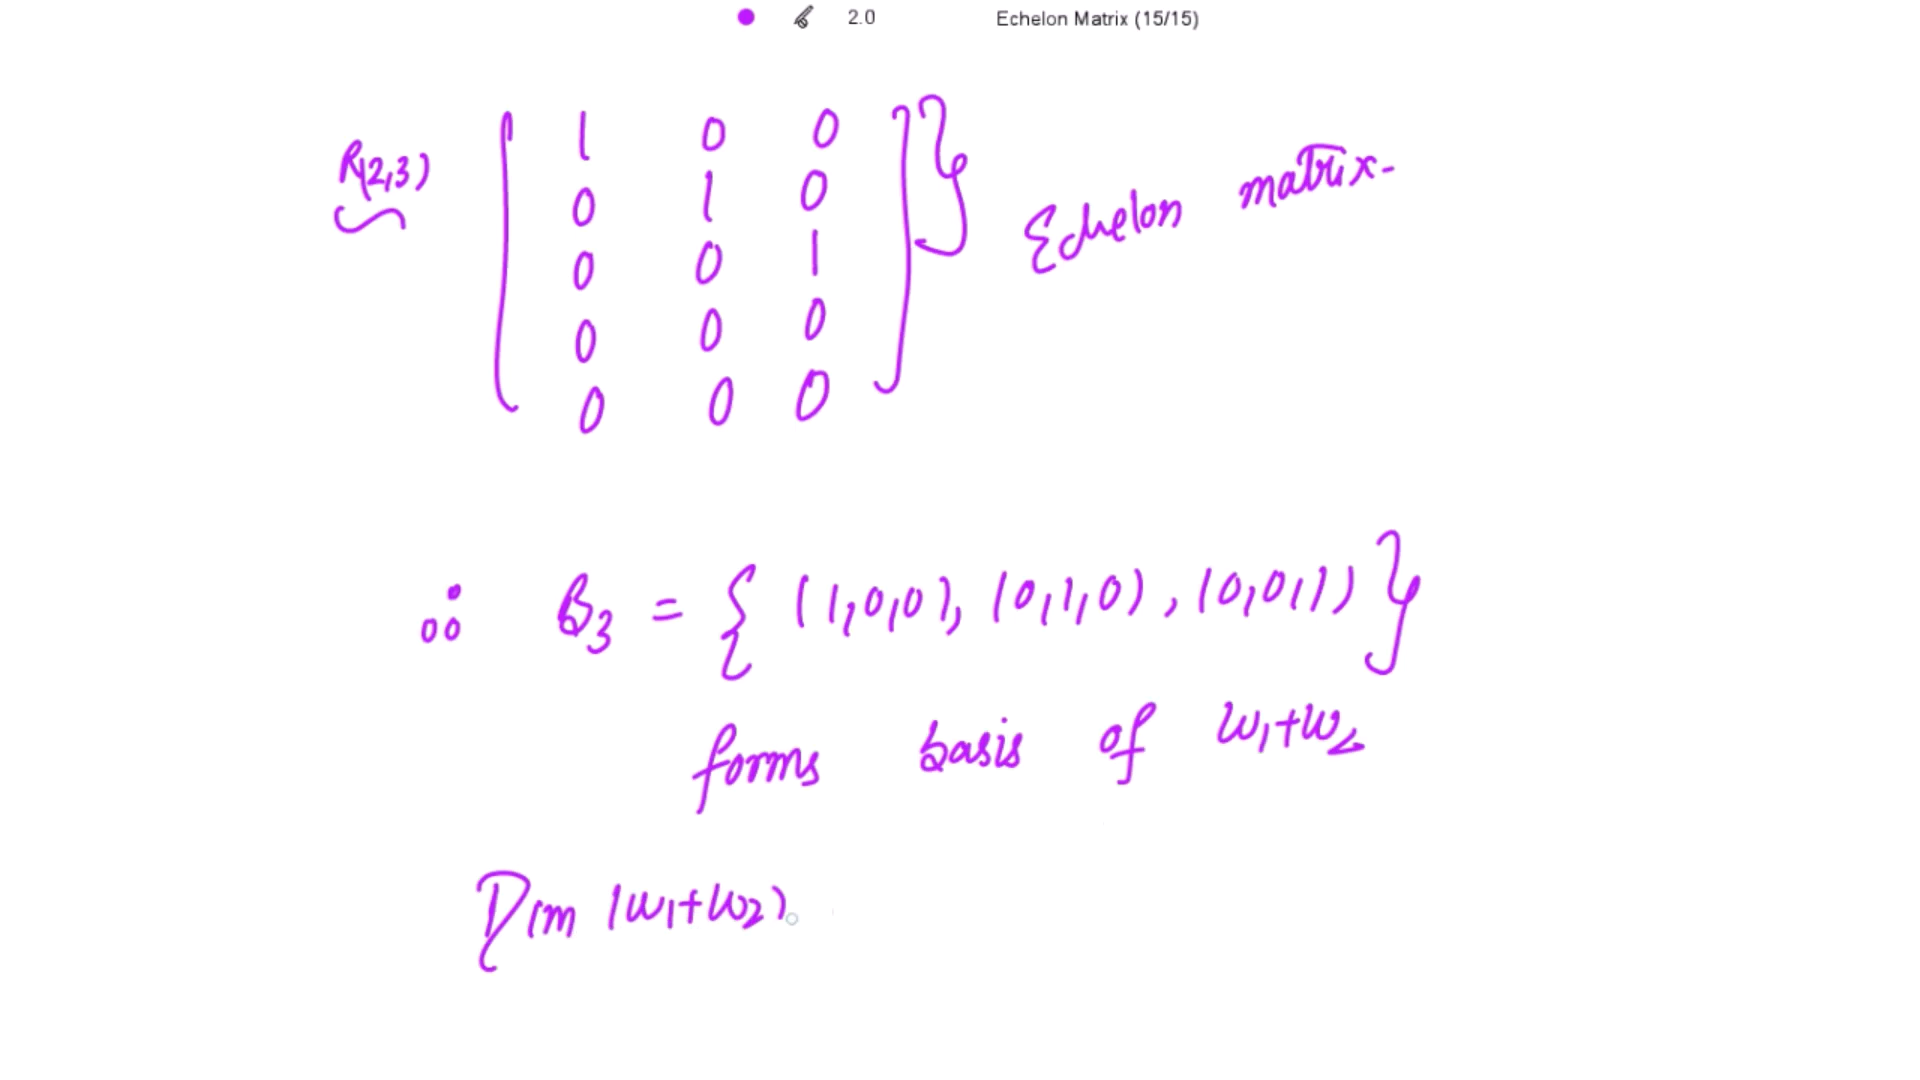 2.0 Echelon Matrix (15/15)
R(2,3) [ 1 0 0
0 1 0
0 0 1
0 0 0
0 0 0 ] } Echelon matrix.
∴ B₃ = { (1,0,0), (0,1,0), (0,0,1) }
forms basis of W₁+W₂
Dim (W₁+W₂)